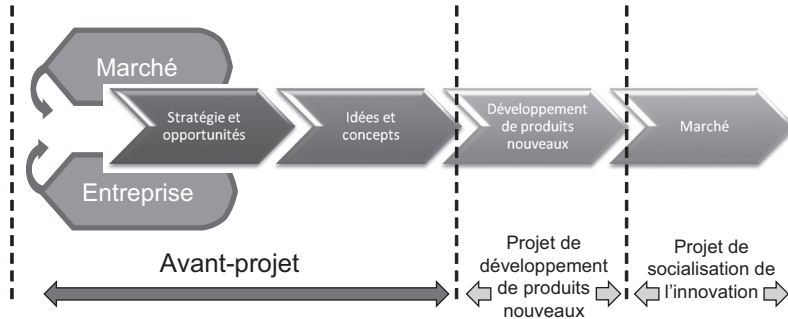 Marché
Stratégie et
opportunités
Idées et
concepts
Développement
de produits
nouveaux
Marché
Entreprise
Avant-projet
Projet de
développement
de produits
nouveaux
Projet de
socialisation de
l'innovation